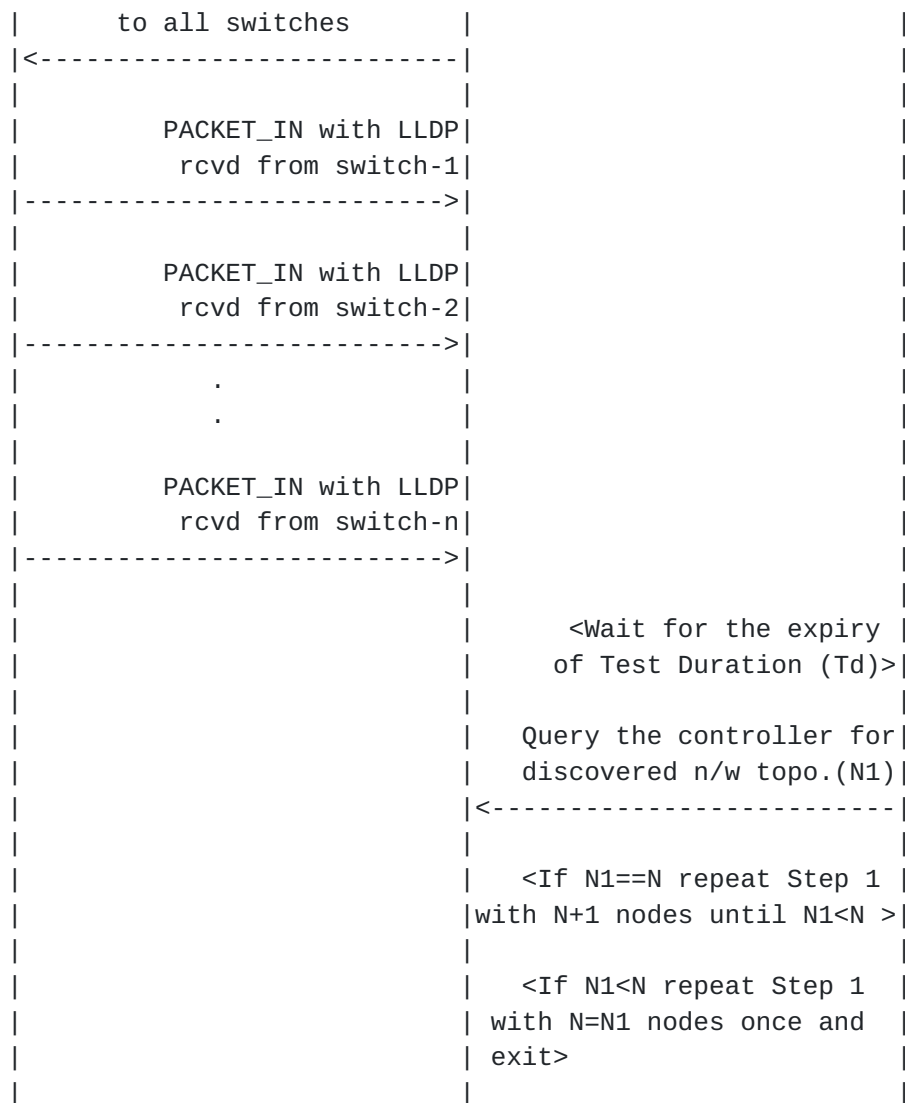 |      to all switches       |                            |
|<---------------------------|                            |
|                            |                            |
|         PACKET_IN with LLDP|                            |
|          rcvd from switch-1|                            |
|--------------------------->|                            |
|                            |                            |
|         PACKET_IN with LLDP|                            |
|          rcvd from switch-2|                            |
|--------------------------->|                            |
|            .               |                            |
|            .               |                            |
|                            |                            |
|         PACKET_IN with LLDP|                            |
|          rcvd from switch-n|                            |
|--------------------------->|                            |
|                            |                            |
|                            |      <Wait for the expiry  |
|                            |     of Test Duration (Td)> |
|                            |                            |
|                            |   Query the controller for |
|                            |   discovered n/w topo.(N1) |
|                            |<---------------------------|
|                            |                            |
|                            |   <If N1==N repeat Step 1  |
|                            |with N+1 nodes until N1<N > |
|                            |                            |
|                            |   <If N1<N repeat Step 1   |
|                            | with N=N1 nodes once and   |
|                            | exit>                      |
|                            |                            |